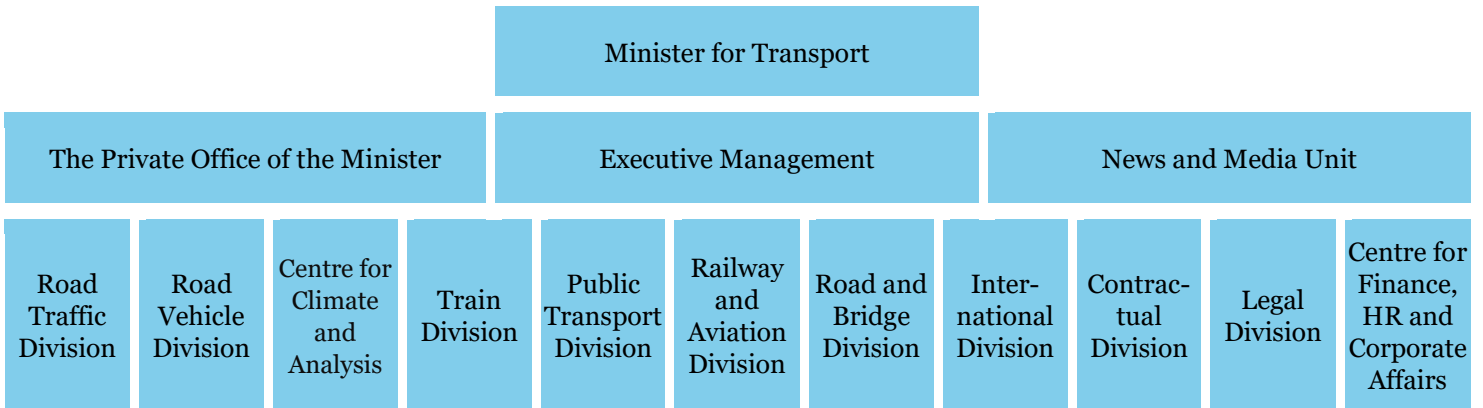 Minister for Transport
The Private Office of the Minister
Executive Management
News and Media Unit
Road
Traffic
Division
Road
Vehicle
Division
Centre for
Climate
and
Analysis
Train
Division
Public
Transport
Division
Railway
and
Aviation
Division
Road and
Bridge
Division
Inter-
national
Division
Contrac-
tual
Division
Legal
Division
Centre for
Finance,
HR and
Corporate
Affairs